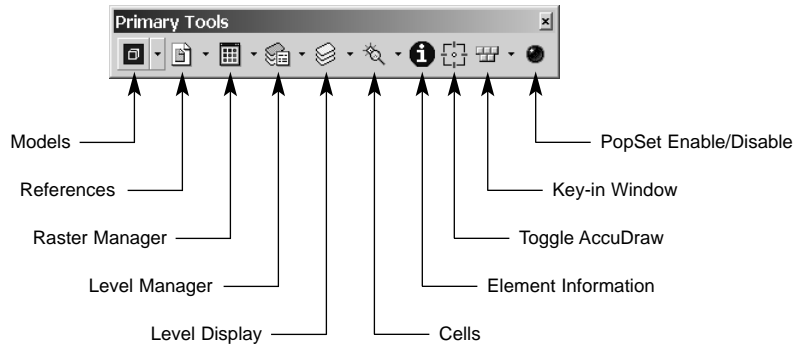 Primary Tools
Models
PopSet Enable/Disable
References
Key-in Window
Raster Manager
Toggle AccuDraw
Level Manager
Element Information
Level Display
Cells